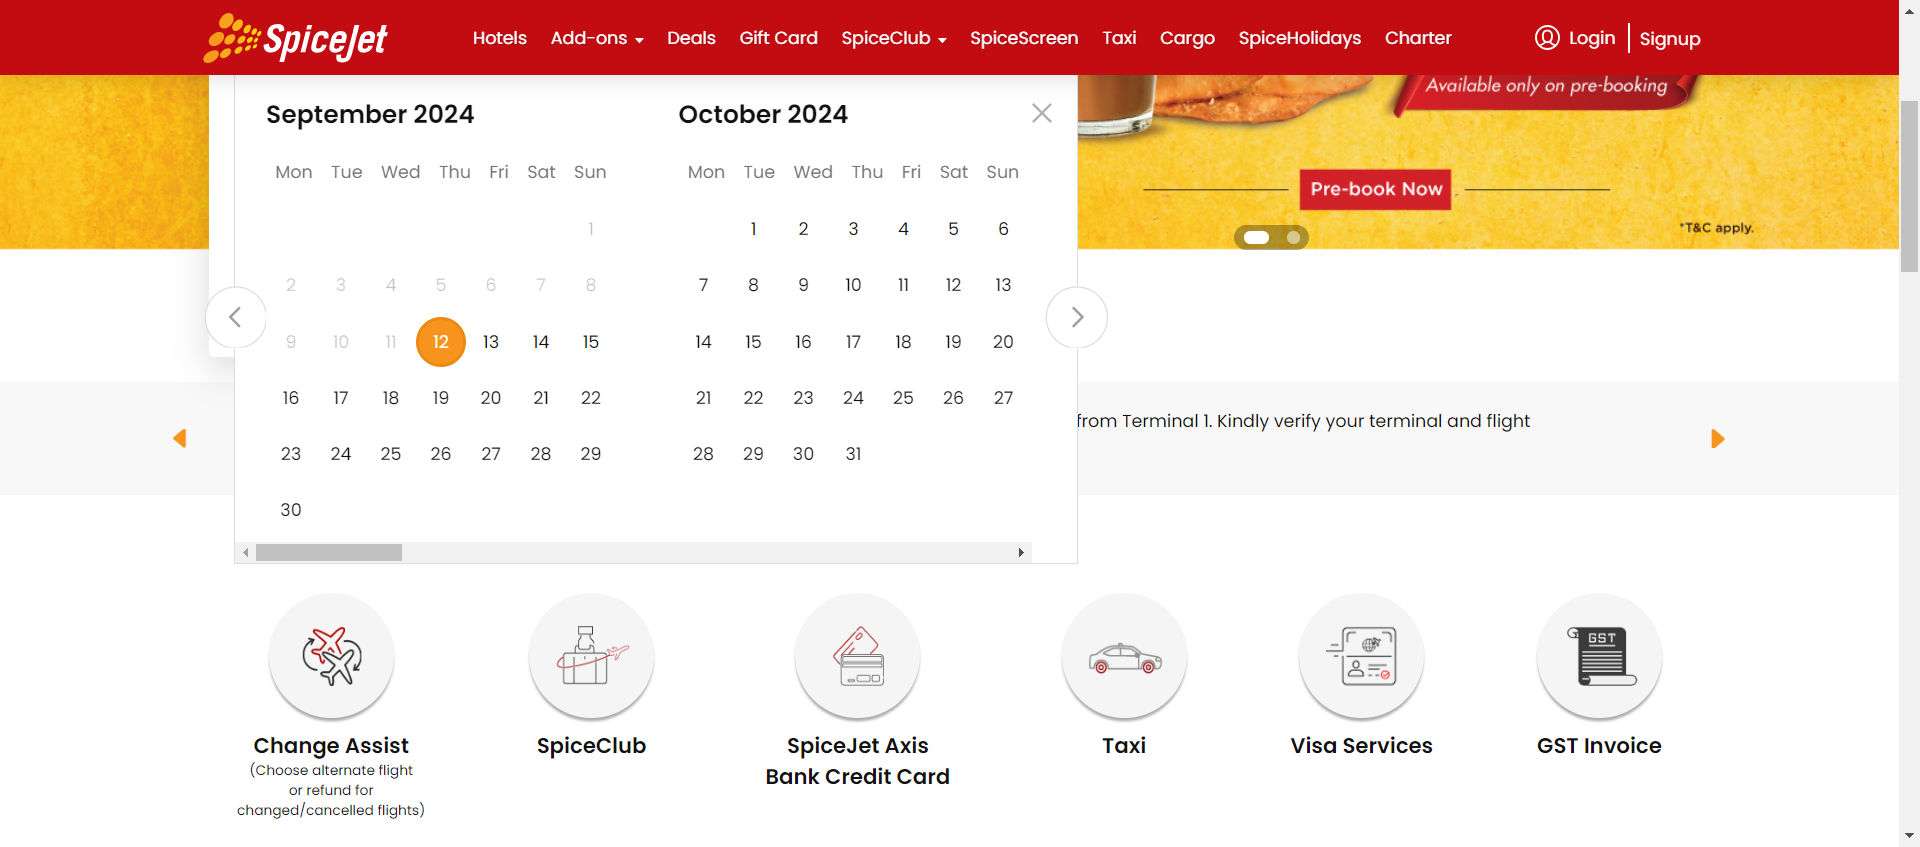 SpiceJet
Hotels Add-ons Deals Gift Card SpiceClub SpiceScreen Taxi Cargo SpiceHolidays Charter Login Signup
Available only on pre-booking
Pre-book Now
*T&C apply.
September 2024
Mon Tue Wed Thu Fri Sat Sun
1
2 3 4 5 6 7 8
9 10 11 12 13 14 15
16 17 18 19 20 21 22
23 24 25 26 27 28 29
30
October 2024
Mon Tue Wed Thu Fri Sat Sun
1 2 3 4 5 6
7 8 9 10 11 12 13
14 15 16 17 18 19 20
21 22 23 24 25 26 27
28 29 30 31
from Terminal 1. Kindly verify your terminal and flight
Change Assist
(Choose alternate flight
or refund for
changed/cancelled flights)
SpiceClub
SpiceJet Axis
Bank Credit Card
Taxi
Visa Services
GST
GST Invoice